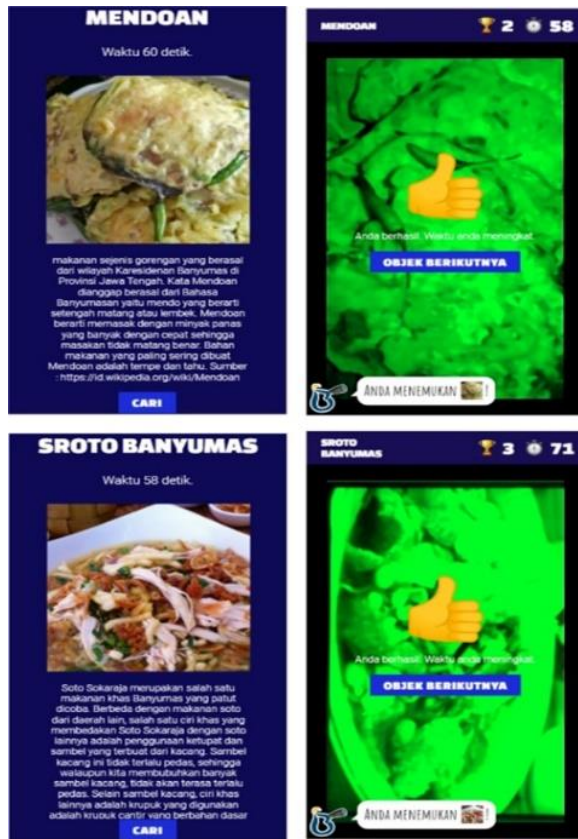 MENDOAN
Waktu 60 detik.
makanan sejenis gorengan yang berasal
dari wilayah Karesidenan Banyumas di
Provinsi Jawa Tengah. Kata Mendoan
dianggap berasal dari Bahasa
Banyumasan yaitu mendo yang berarti
setengah matang atau lembek. Mendoan
berarti memasak dengan minyak panas
yang banyak dengan cepat sehingga
masakan tidak matang benar. Bahan
makanan yang paling sering dibuat
Mendoan adalah tempe dan tahu. Sumber
: https://id.wikipedia.org/wiki/Mendoan
CARI
MENDOAN
2 58
Anda berhasil. Waktu anda meningkat.
OBJEK BERIKUTNYA
ANDA MENEMUKAN !
SROTO BANYUMAS
Waktu 58 detik.
Soto Sokaraja merupakan salah satu
makanan khas Banyumas yang patut
dicoba. Berbeda dengan makanan soto
dari daerah lain, salah satu ciri khas yang
membedakan Soto Sokaraja dengan soto
lainnya adalah penggunaan ketupat dan
sambel yang terbuat dari kacang. Sambel
kacang ini tidak terlalu pedas, sehingga
walaupun kita membubuhkan banyak
sambel kacang, tidak akan terasa terlalu
pedas. Selain sambel kacang, ciri khas
lainnya adalah krupuk yang digunakan
adalah krupuk cantir yang berbahan dasar
CARI
SROTO
BANYUMAS
3 71
Anda berhasil. Waktu anda meningkat.
OBJEK BERIKUTNYA
ANDA MENEMUKAN !